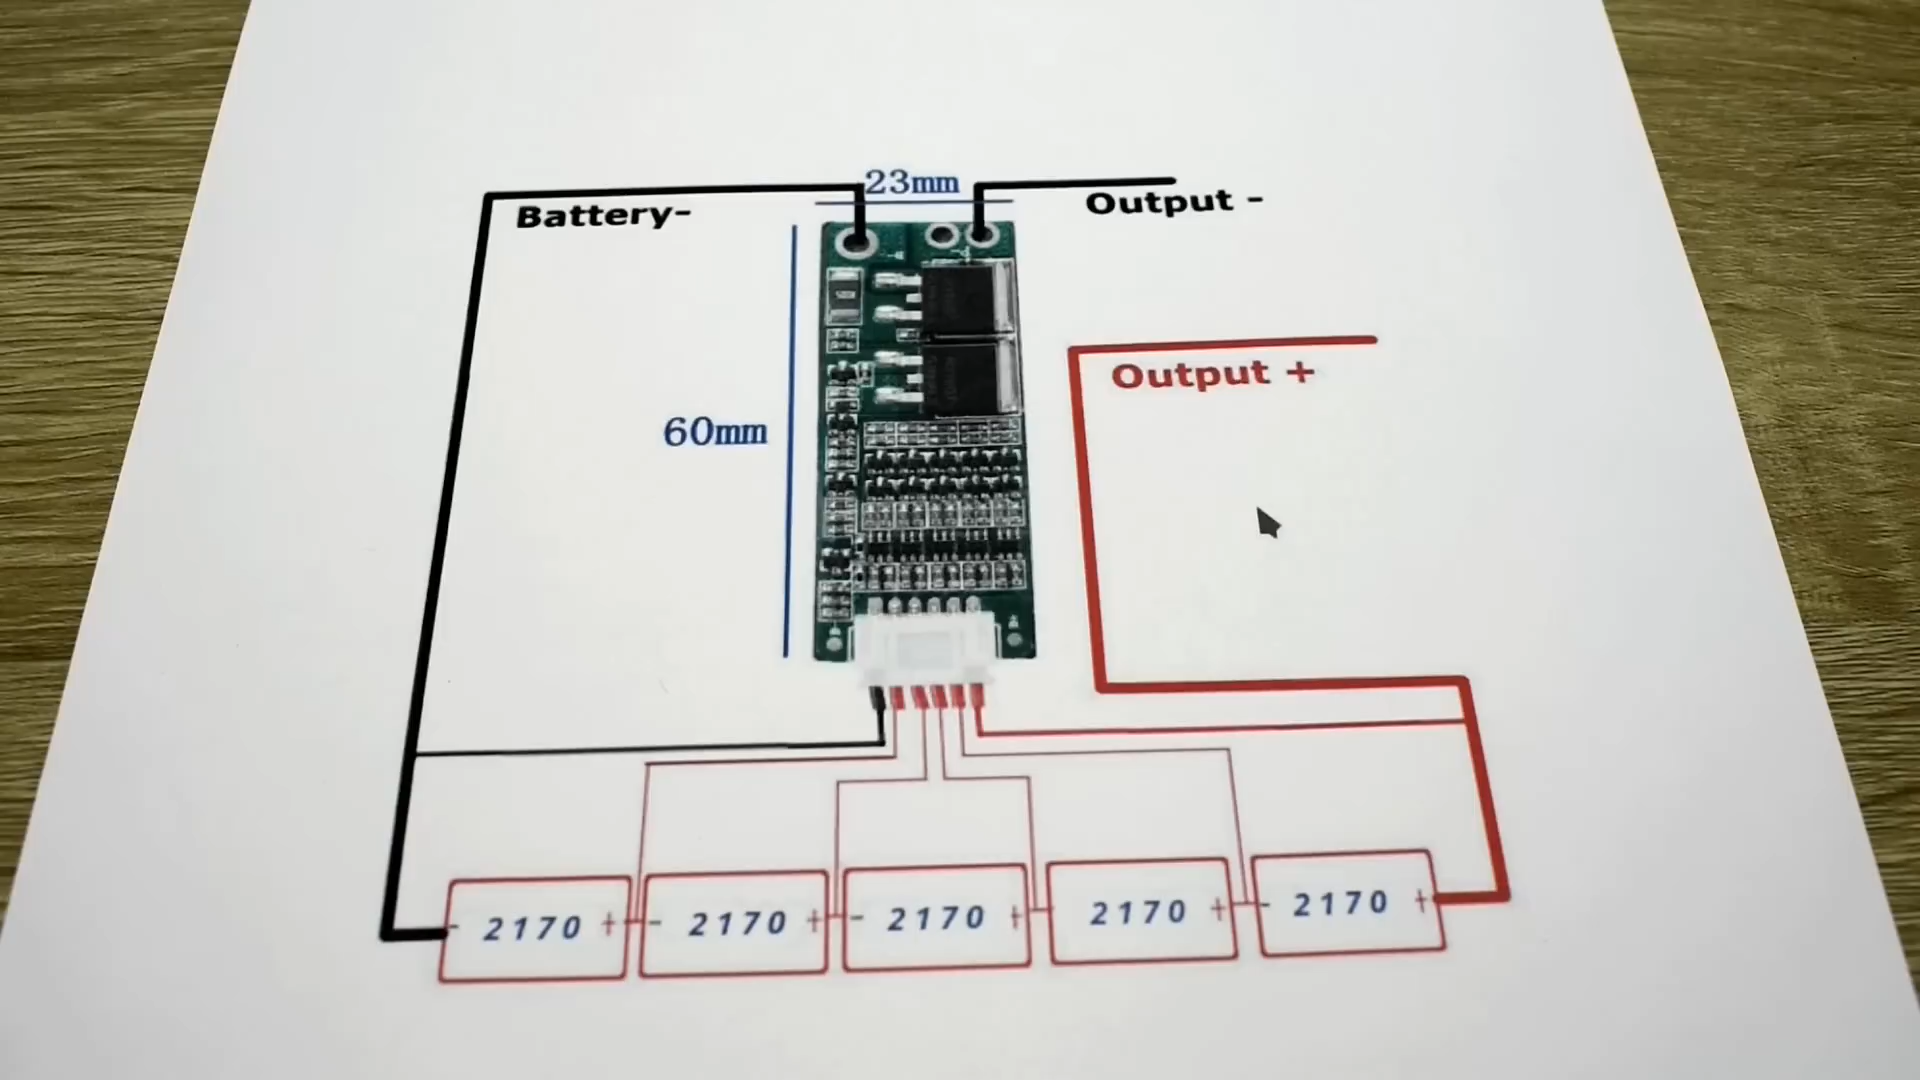 23mm
Battery-
Output -
Output +
60mm
- 2170 + - 2170 + - 2170 + 2170 + - 2170 +